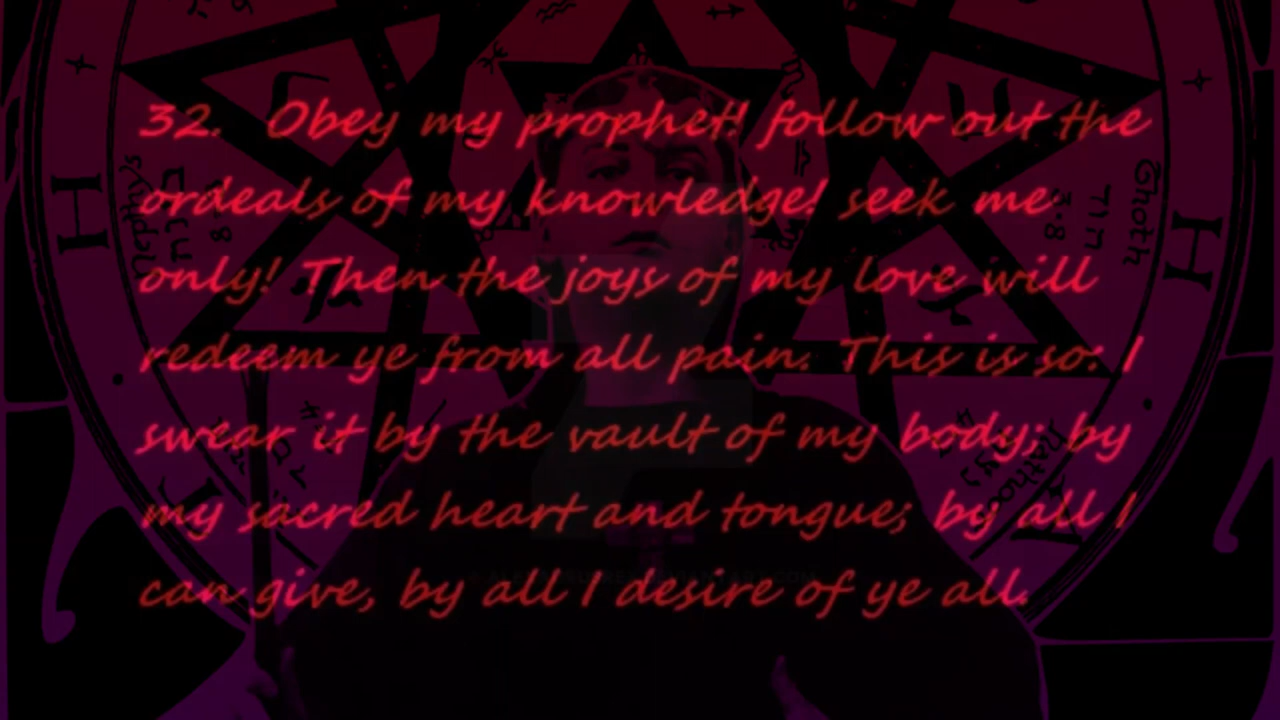 32. Obey my prophet! follow out the
ordeals of my knowledge! seek me
only! Then the joys of my love will
redeem ye from all pain. This is so: I
swear it by the vault of my body; by
my sacred heart and tongue; by all I
can give, by all I desire of ye all.
H
Nephthys
Thoth
H
A